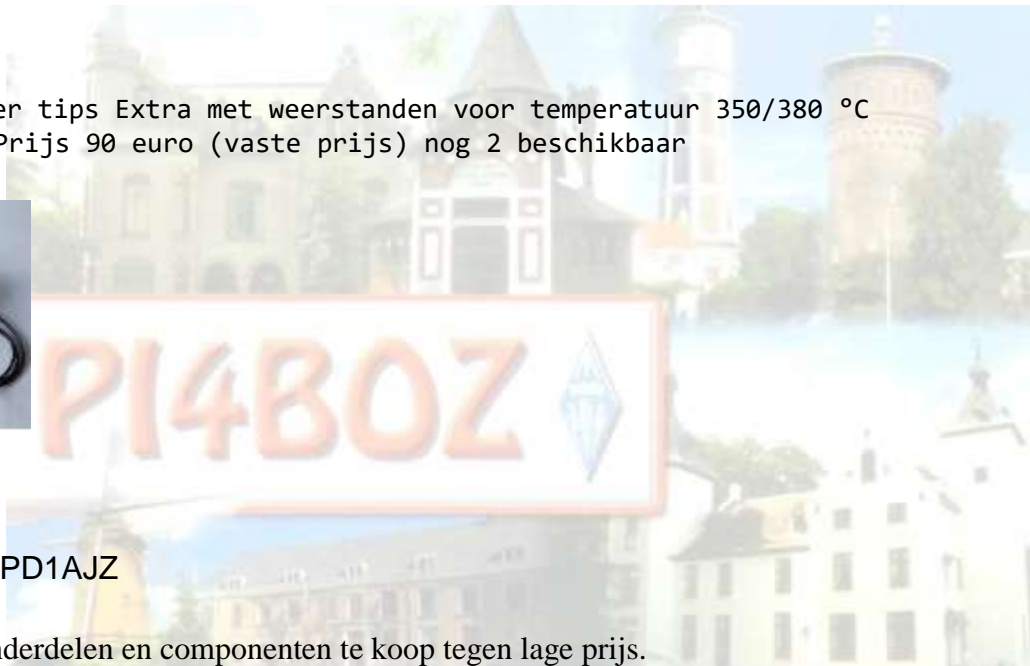 er tips Extra met weerstanden voor temperatuur 350/380 °C
Prijs 90 euro (vaste prijs) nog 2 beschikbaar
PI4BOZ
PD1AJZ
nderdelen en componenten te koop tegen lage prijs.